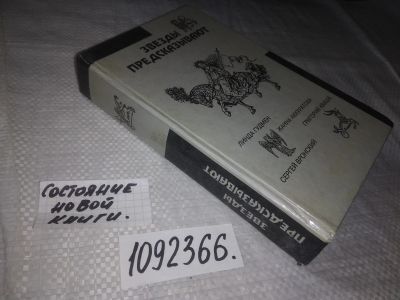 ЗВЕЗДЫ
ПРЕДСКАЗЫВАЮТ
ЛИНДА ГУДМЕН
СЕРГЕЙ ВРОНСКИЙ
ЗВЕЗДЫ
ПРЕДСКАЗЫВАЮТ
СОСТОЯНИЕ
НОВОЙ
КНИГИ.
1092366.